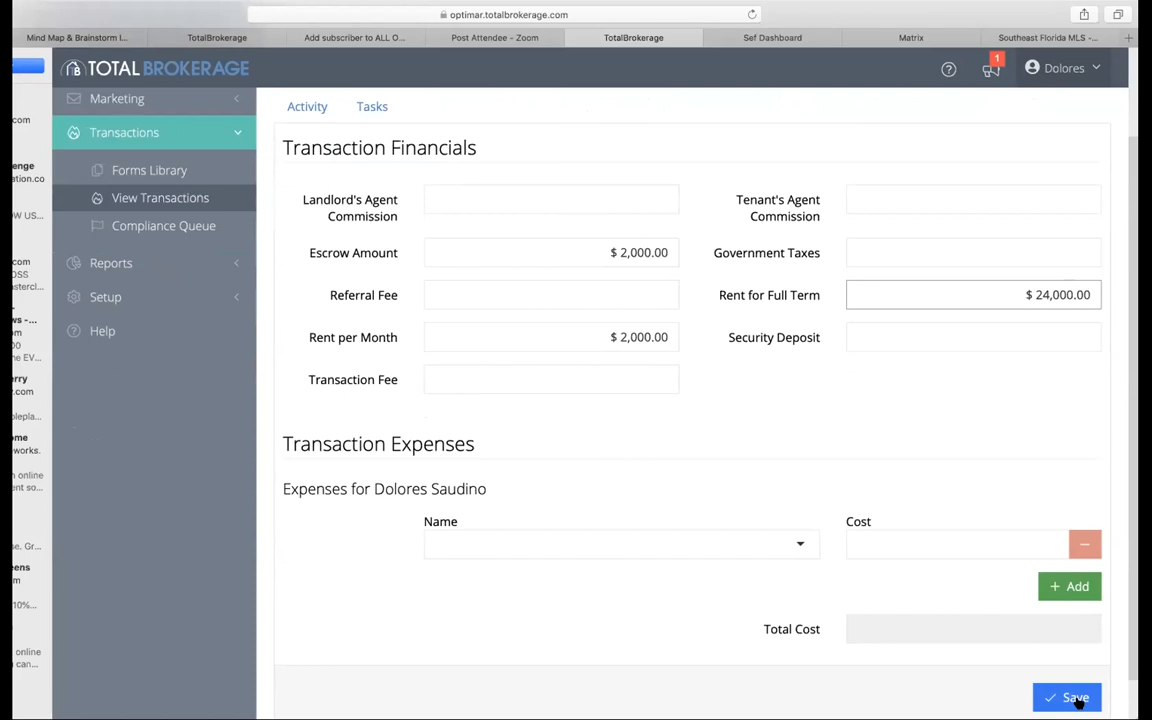 optimar.totalbrokerage.com
Mind Map & Brainstorm I...
TotalBrokerage
Add subscriber to ALL O...
Post Attendee - Zoom
TotalBrokerage
Sef Dashboard
Matrix
Southeast Florida MLS -...
TOTALBROKERAGE
1
Dolores
Marketing
Transactions
Forms Library
View Transactions
Compliance Queue
Reports
Setup
Help
Activity
Tasks
Transaction Financials
Landlord's Agent
Commission
Tenant's Agent
Commission
Escrow Amount
$ 2,000.00
Government Taxes
Referral Fee
Rent for Full Term
$ 24,000.00
Rent per Month
$ 2,000.00
Security Deposit
Transaction Fee
Transaction Expenses
Expenses for Dolores Saudino
Name
Cost
+ Add
Total Cost
Save